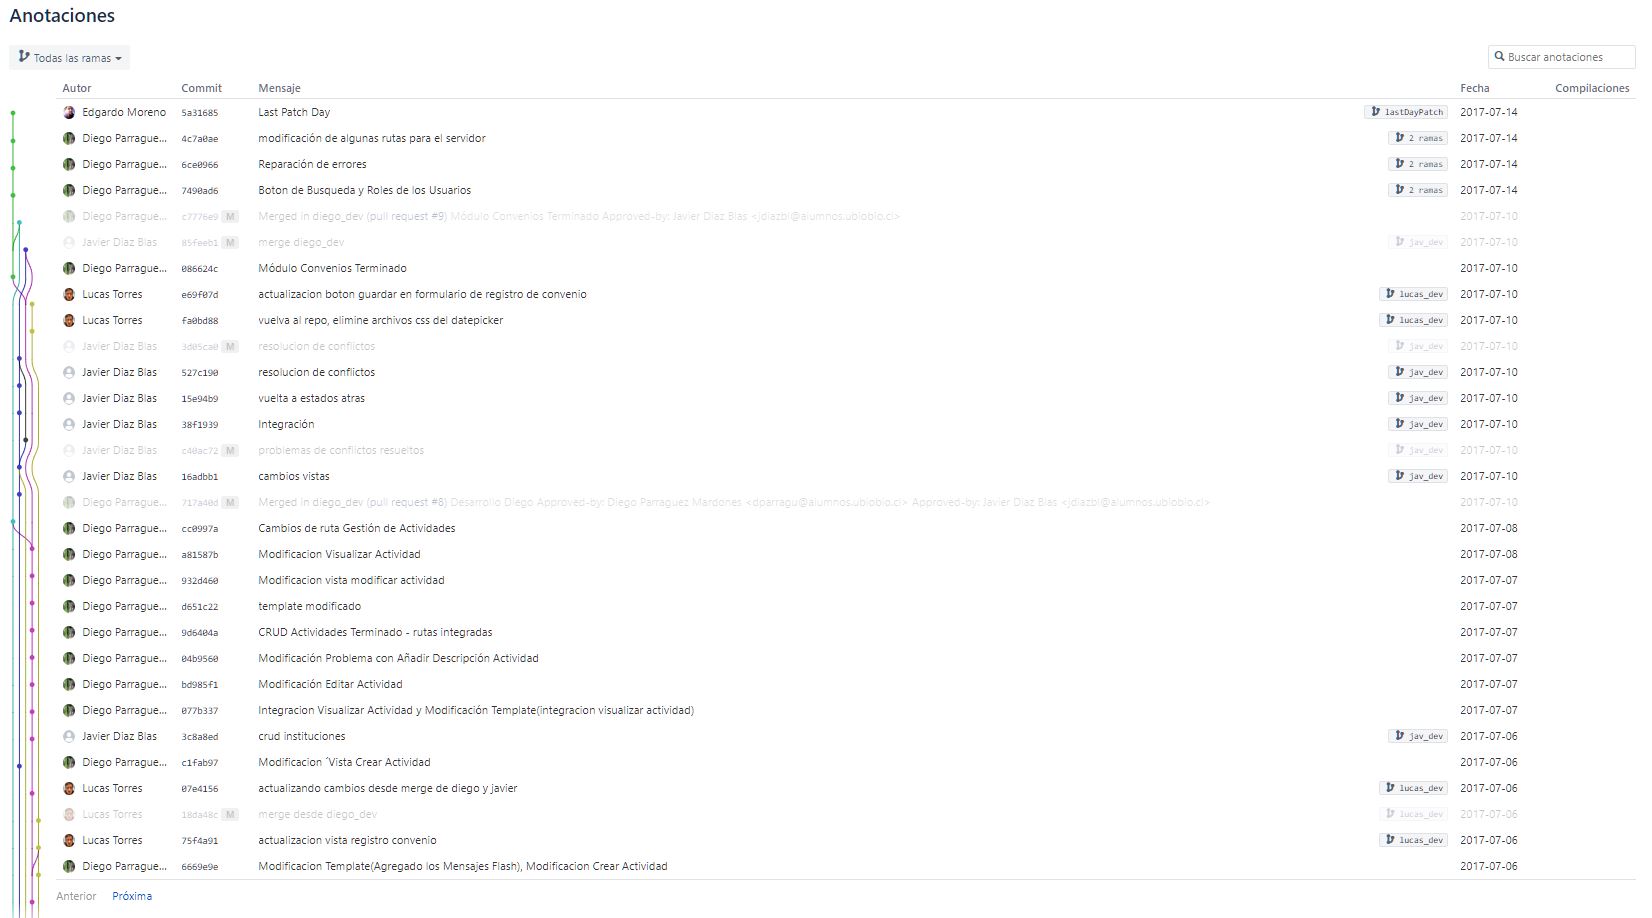 Anotaciones
Todas las ramas
Buscar anotaciones
Autor Commit Mensaje Fecha Compilaciones
Edgardo Moreno 5a31685 Last Patch Day lastDayPatch 2017-07-14
Diego Parrague... 4c7a0ae modificación de algunas rutas para el servidor 2 ramas 2017-07-14
Diego Parrague... 6ce0966 Reparación de errores 2 ramas 2017-07-14
Diego Parrague... 7490ad6 Boton de Busqueda y Roles de los Usuarios 2 ramas 2017-07-14
Diego Parrague... c7776e9 M Merged in diego_dev (pull request #9) Módulo Convenios Terminado Approved-by: Javier Diaz Blas <jdiazbl@alumnos.ubiobio.cl> 2017-07-10
Javier Diaz Blas 85feeb1 M merge diego_dev jav_dev 2017-07-10
Diego Parrague... 086624c Módulo Convenios Terminado 2017-07-10
Lucas Torres e69f07d actualizacion boton guardar en formulario de registro de convenio lucas_dev 2017-07-10
Lucas Torres fa0bd88 vuelva al repo, elimine archivos css del datepicker lucas_dev 2017-07-10
Javier Diaz Blas 3d05ca0 M resolucion de conflictos jav_dev 2017-07-10
Javier Diaz Blas 527c190 resolucion de conflictos jav_dev 2017-07-10
Javier Diaz Blas 15e94b9 vuelta a estados atras jav_dev 2017-07-10
Javier Diaz Blas 38f1939 Integración jav_dev 2017-07-10
Javier Diaz Blas c40ac72 M problemas de conflictos resueltos jav_dev 2017-07-10
Javier Diaz Blas 16adbb1 cambios vistas jav_dev 2017-07-10
Diego Parrague... 717a40d M Merged in diego_dev (pull request #8) Desarrollo Diego Approved-by: Diego Parraguez Mardones <dparragu@alumnos.ubiobio.cl> Approved-by: Javier Diaz Blas <jdiazbl@alumnos.ubiobio.cl> 2017-07-10
Diego Parrague... cc0997a Cambios de ruta Gestión de Actividades 2017-07-08
Diego Parrague... a81587b Modificacion Visualizar Actividad 2017-07-08
Diego Parrague... 932d460 Modificacion vista modificar actividad 2017-07-07
Diego Parrague... d651c22 template modificado 2017-07-07
Diego Parrague... 9d6404a CRUD Actividades Terminado - rutas integradas 2017-07-07
Diego Parrague... 04b9560 Modificación Problema con Añadir Descripción Actividad 2017-07-07
Diego Parrague... bd985f1 Modificación Editar Actividad 2017-07-07
Diego Parrague... 077b337 Integracion Visualizar Actividad y Modificación Template(integracion visualizar actividad) 2017-07-07
Javier Diaz Blas 3c8a8ed crud instituciones jav_dev 2017-07-06
Diego Parrague... c1fab97 Modificacion ´Vista Crear Actividad 2017-07-06
Lucas Torres 07e4156 actualizando cambios desde merge de diego y javier lucas_dev 2017-07-06
Lucas Torres 18da48c M merge desde diego_dev lucas_dev 2017-07-06
Lucas Torres 75f4a91 actualizacion vista registro convenio lucas_dev 2017-07-06
Diego Parrague... 6669e9e Modificacion Template(Agregado los Mensajes Flash), Modificacion Crear Actividad 2017-07-06
Anterior Próxima